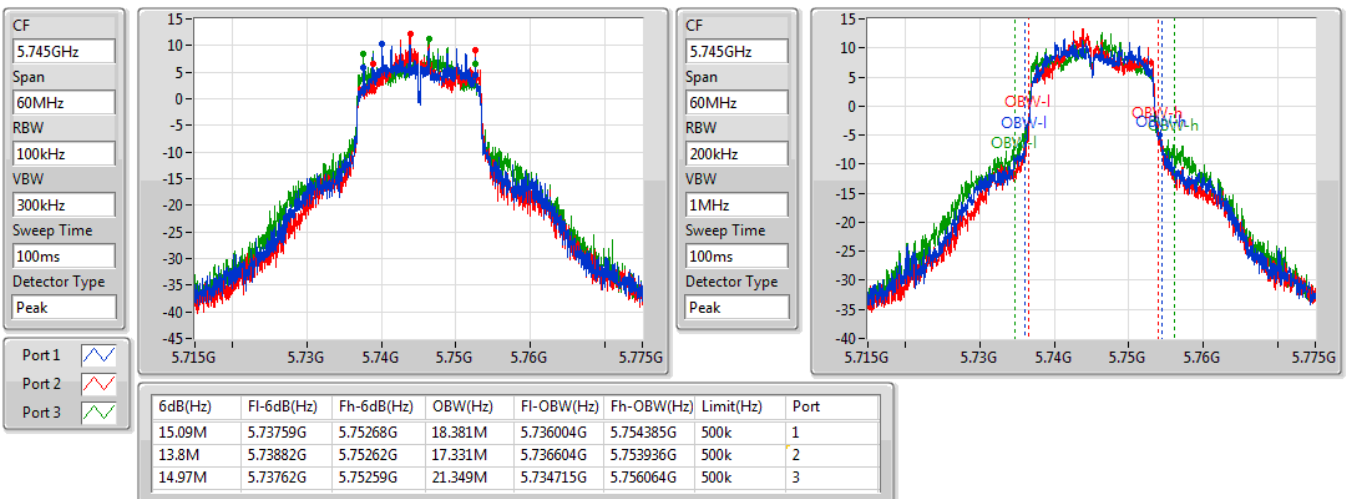 CF
5.745GHz
Span
60MHz
RBW
100kHz
VBW
300kHz
Sweep Time
100ms
Detector Type
Peak
Port 1
Port 2
Port 3
15
10
5
0
-5
-10
-15
-20
-25
-30
-35
-40
-45
5.715G 5.73G 5.74G 5.75G 5.76G 5.775G
CF
5.745GHz
Span
60MHz
RBW
200kHz
VBW
1MHz
Sweep Time
100ms
Detector Type
Peak
15
10
5
0
-5
-10
-15
-20
-25
-30
-35
-40
OBW-l
OBW-l
OBW-l
OBW-h
OBW-h
OBW-h
5.715G 5.73G 5.74G 5.75G 5.76G 5.775G
6dB(Hz) Fl-6dB(Hz) Fh-6dB(Hz) OBW(Hz) Fl-OBW(Hz) Fh-OBW(Hz) Limit(Hz) Port
15.09M 5.73759G 5.75268G 18.381M 5.736004G 5.754385G 500k 1
13.8M 5.73882G 5.75262G 17.331M 5.736604G 5.753936G 500k 2
14.97M 5.73762G 5.75259G 21.349M 5.734715G 5.756064G 500k 3